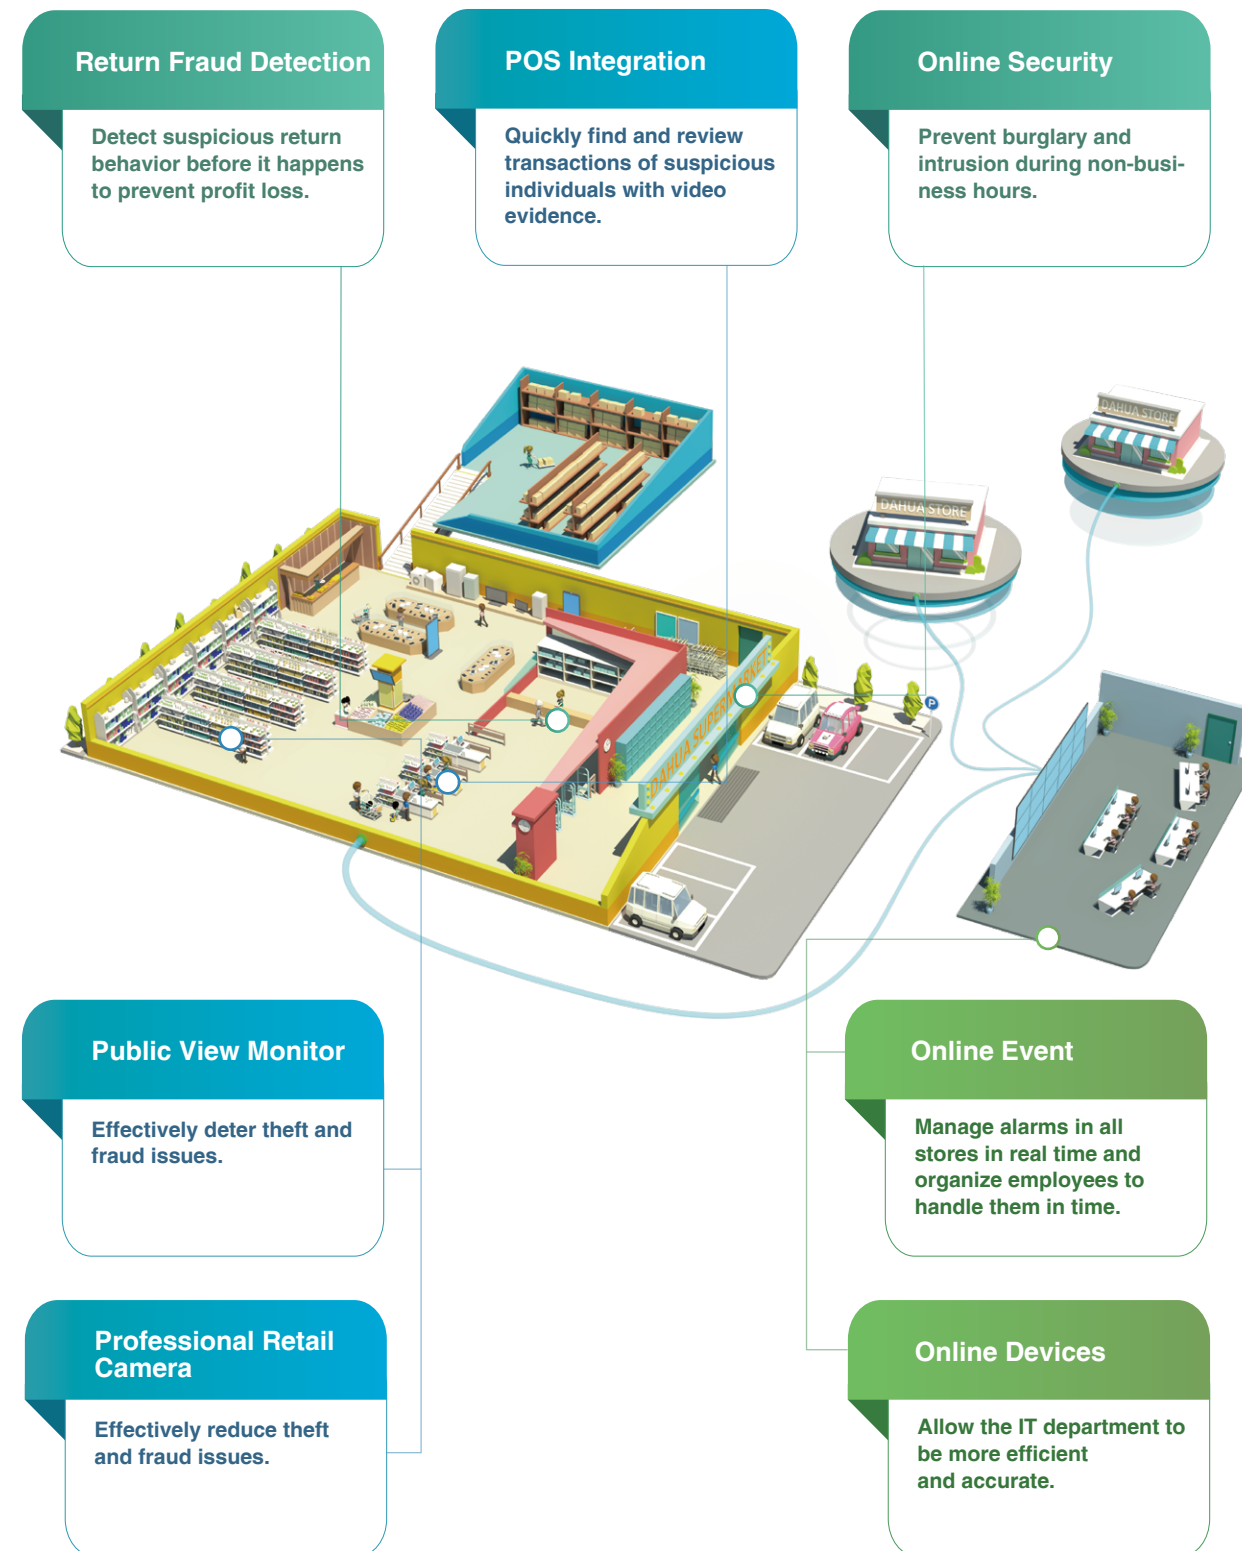 Return Fraud Detection
Detect suspicious return
behavior before it happens
to prevent profit loss.
POS Integration
Quickly find and review
transactions of suspicious
individuals with video
evidence.
Online Security
Prevent burglary and
intrusion during non-busi-
ness hours.
DAHUA STORE
DAHUA STORE
DAHUA SUPERMARKET
P
Public View Monitor
Effectively deter theft and
fraud issues.
Online Event
Manage alarms in all
stores in real time and
organize employees to
handle them in time.
Professional Retail
Camera
Effectively reduce theft
and fraud issues.
Online Devices
Allow the IT department to
be more efficient
and accurate.